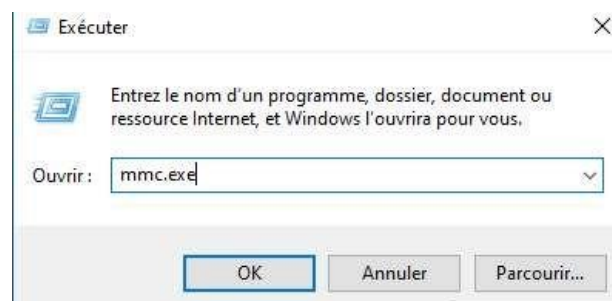 Exécuter
Entrez le nom d'un programme, dossier, document ou
ressource Internet, et Windows l'ouvrira pour vous.
Ouvrir : mmc.exe
OK Annuler Parcourir...